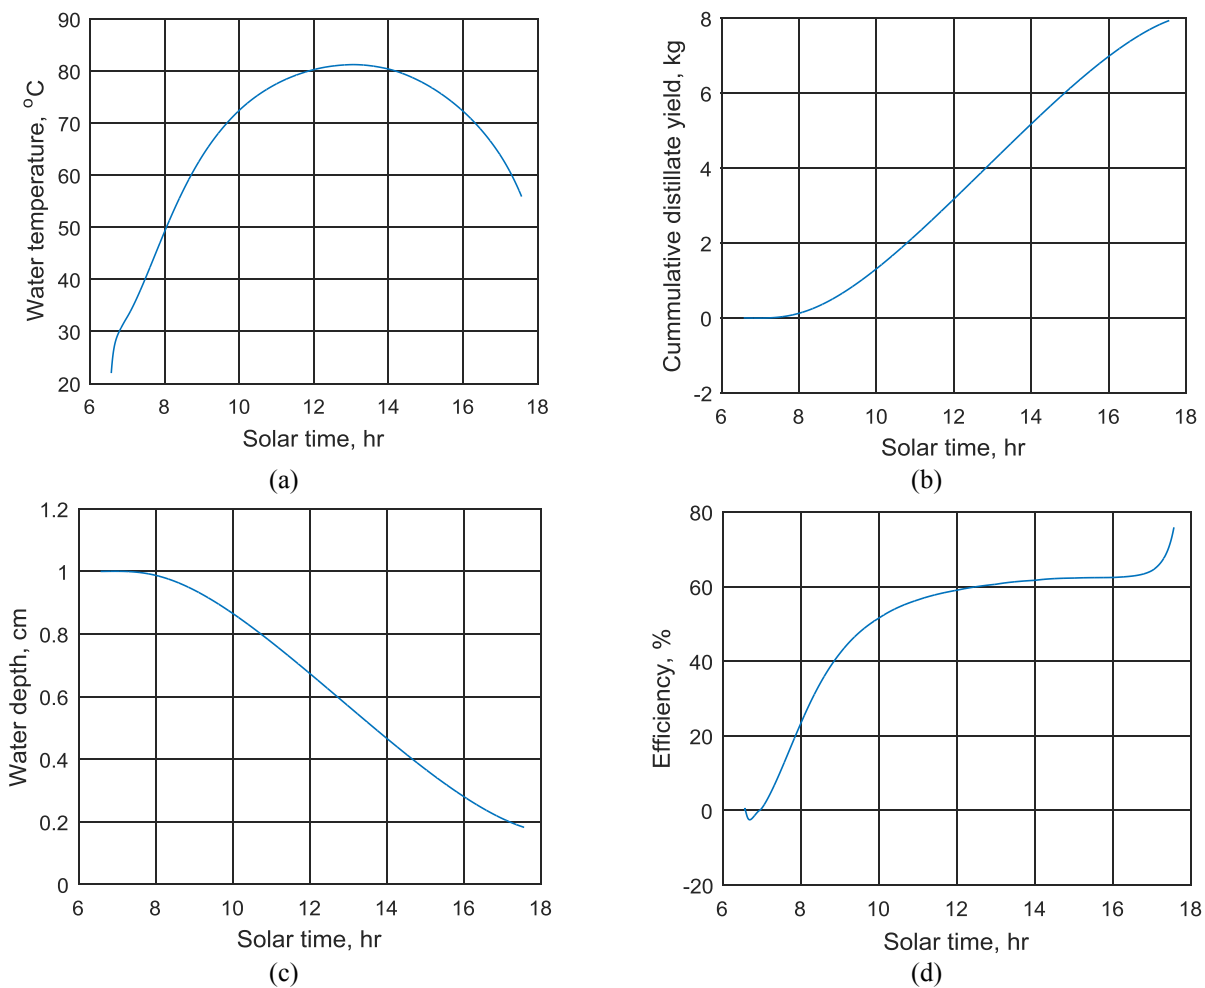 90
80
70
60
50
40
30
20
6 8 10 12 14 16 18
Water temperature, °C
Solar time, hr
(a)
8
6
4
2
0
-2
6 8 10 12 14 16 18
Cummulative distillate yield, kg
Solar time, hr
(b)
1.2
1
0.8
0.6
0.4
0.2
0
6 8 10 12 14 16 18
Water depth, cm
Solar time, hr
(c)
80
60
40
20
0
-20
6 8 10 12 14 16 18
Efficiency, %
Solar time, hr
(d)